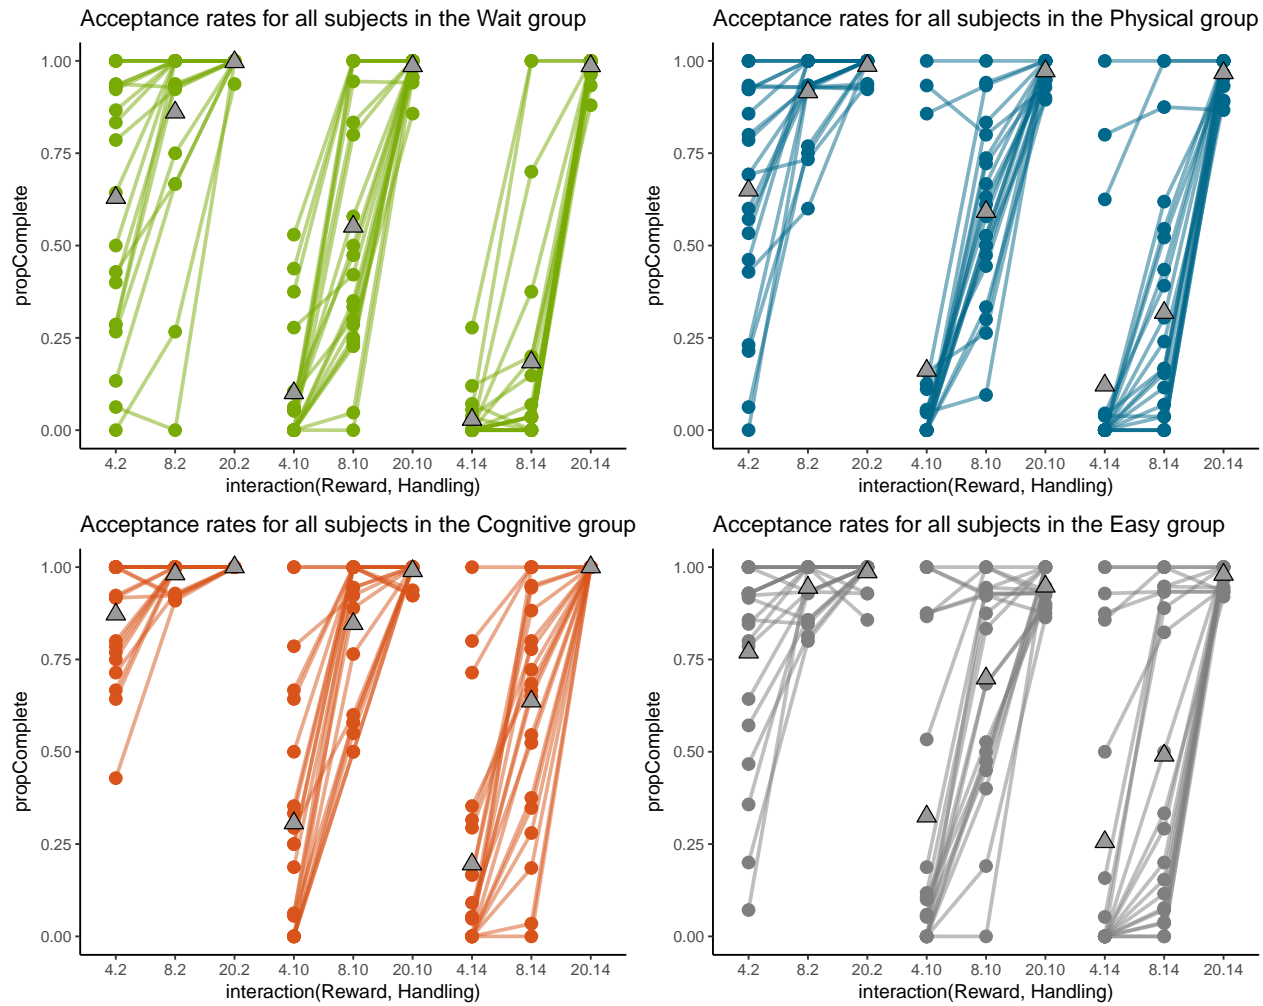 Acceptance rates for all subjects in the Wait group
1.00
0.75
0.50
0.25
0.00
propComplete
4.2 8.2 20.2 4.10 8.10 20.10 4.14 8.14 20.14
interaction(Reward, Handling)
Acceptance rates for all subjects in the Physical group
1.00
0.75
0.50
0.25
0.00
propComplete
4.2 8.2 20.2 4.10 8.10 20.10 4.14 8.14 20.14
interaction(Reward, Handling)
Acceptance rates for all subjects in the Cognitive group
1.00
0.75
0.50
0.25
0.00
propComplete
4.2 8.2 20.2 4.10 8.10 20.10 4.14 8.14 20.14
interaction(Reward, Handling)
Acceptance rates for all subjects in the Easy group
1.00
0.75
0.50
0.25
0.00
propComplete
4.2 8.2 20.2 4.10 8.10 20.10 4.14 8.14 20.14
interaction(Reward, Handling)